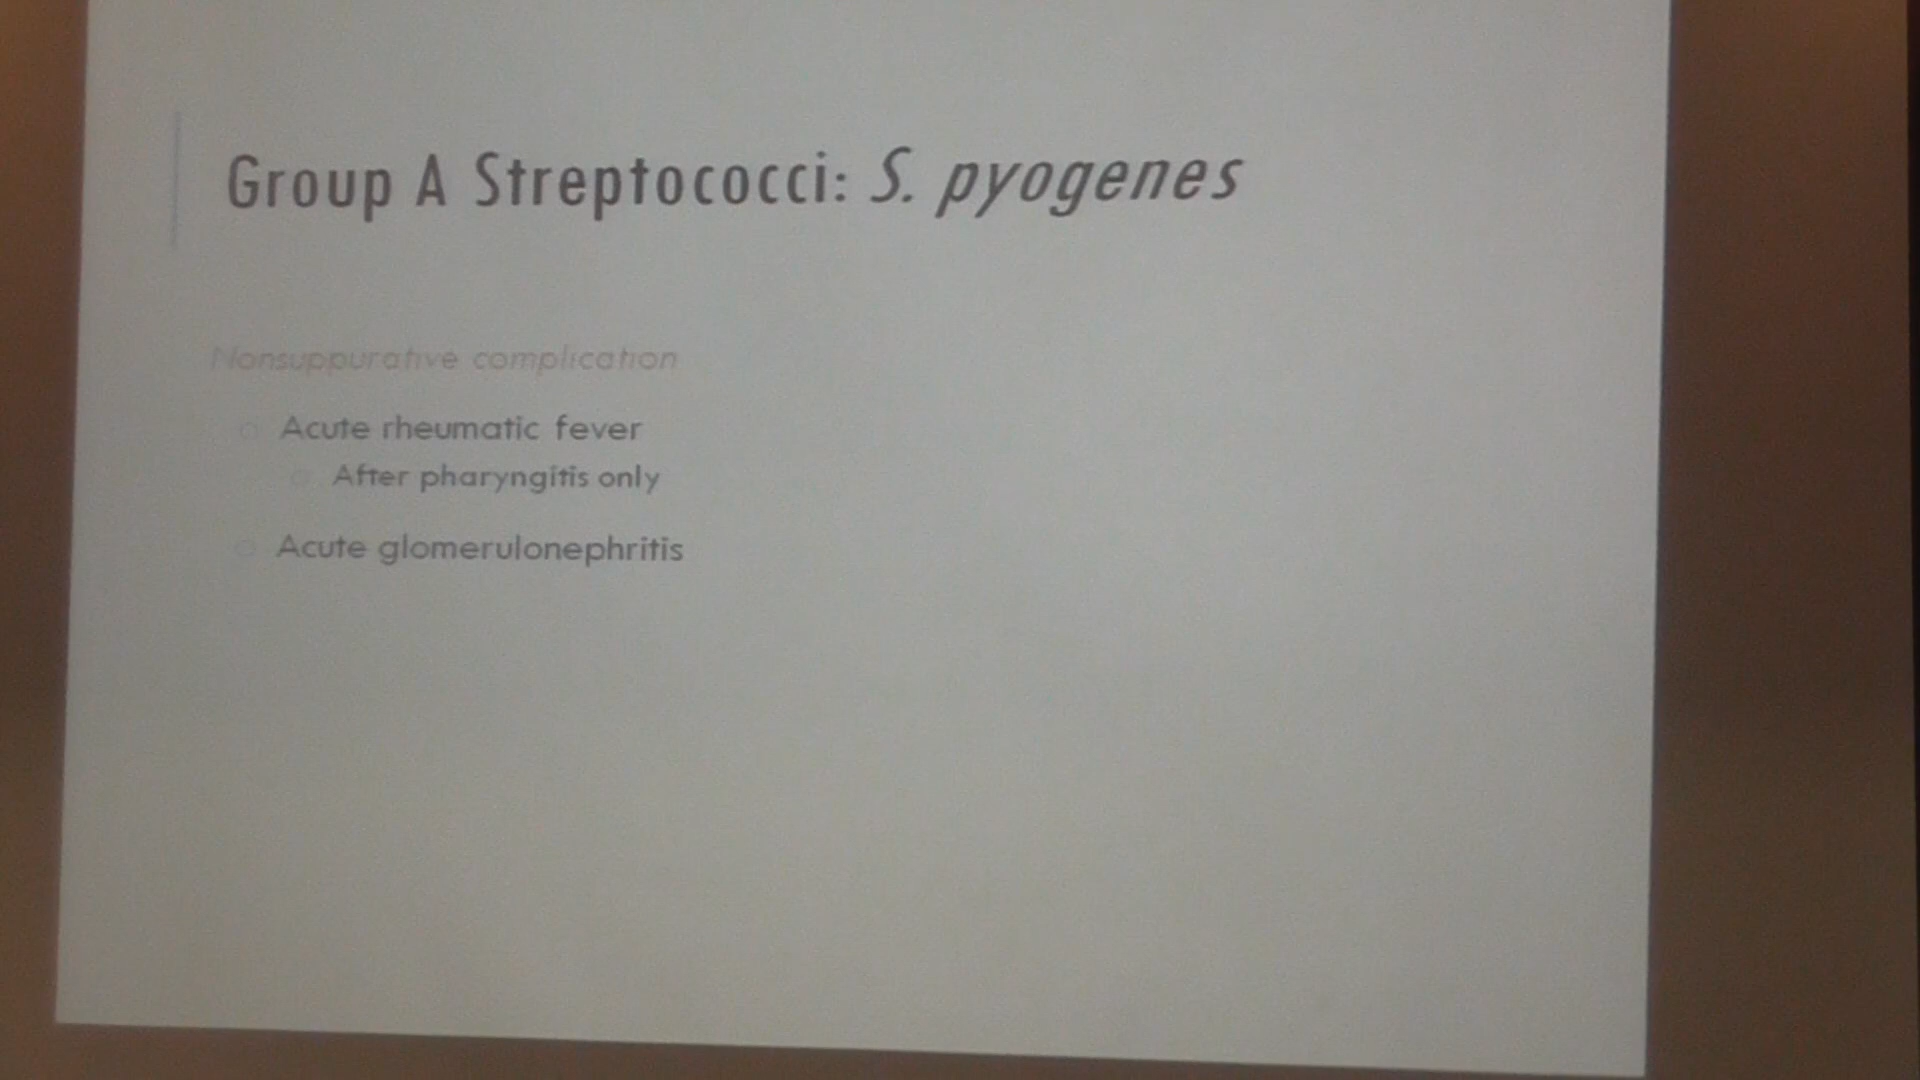 Group A Streptococci: S. pyogenes
Nonsuppurative complication
Acute rheumatic fever
After pharyngitis only
Acute glomerulonephritis